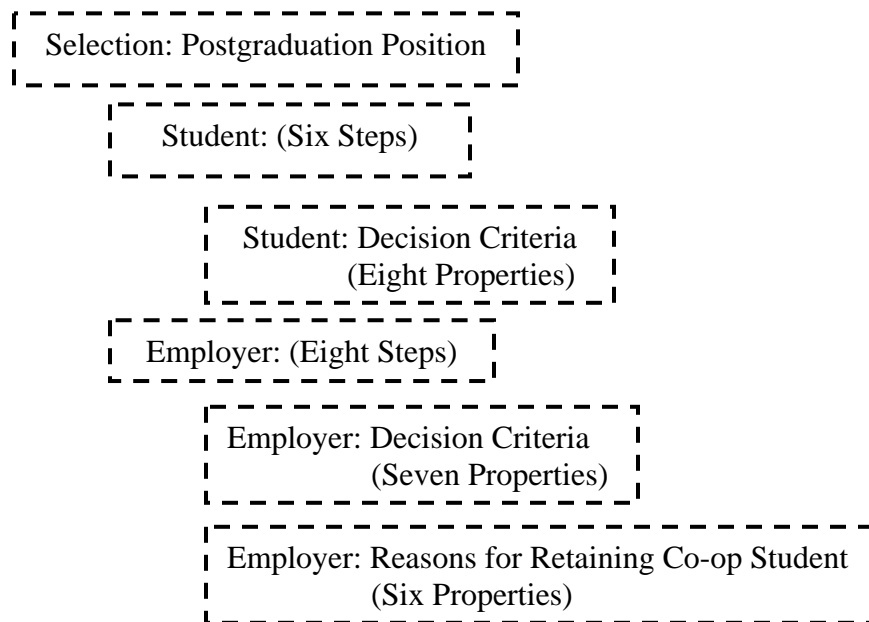 Selection: Postgraduation Position
Student: (Six Steps)
Student: Decision Criteria
(Eight Properties)
Employer: (Eight Steps)
Employer: Decision Criteria
(Seven Properties)
Employer: Reasons for Retaining Co-op Student
(Six Properties)